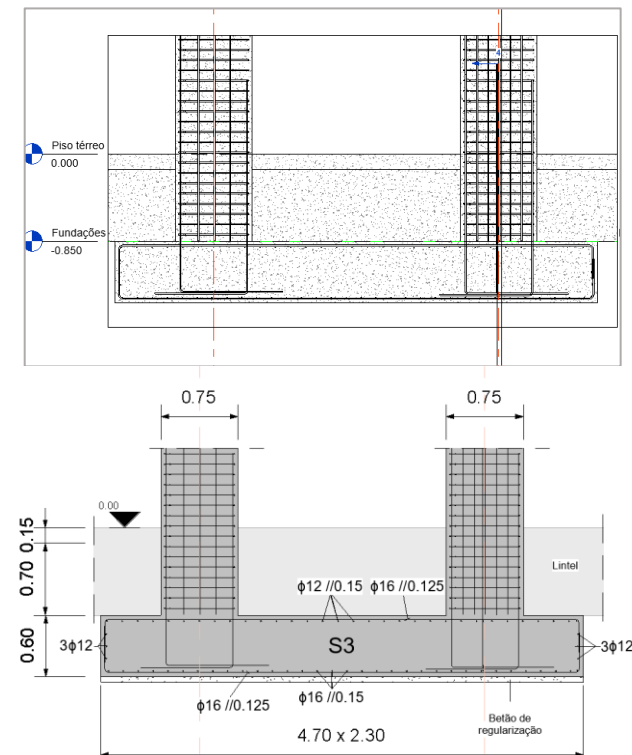 4
Piso térreo
0.000
Fundações
-0.850
0.75
0.75
0.00
0.15
0.70
0.60
Lintel
ϕ12 //0.15
ϕ16 //0.125
3ϕ12
S3
3ϕ12
ϕ16 //0.125
ϕ16 //0.15
Betão de
regularização
4.70 x 2.30